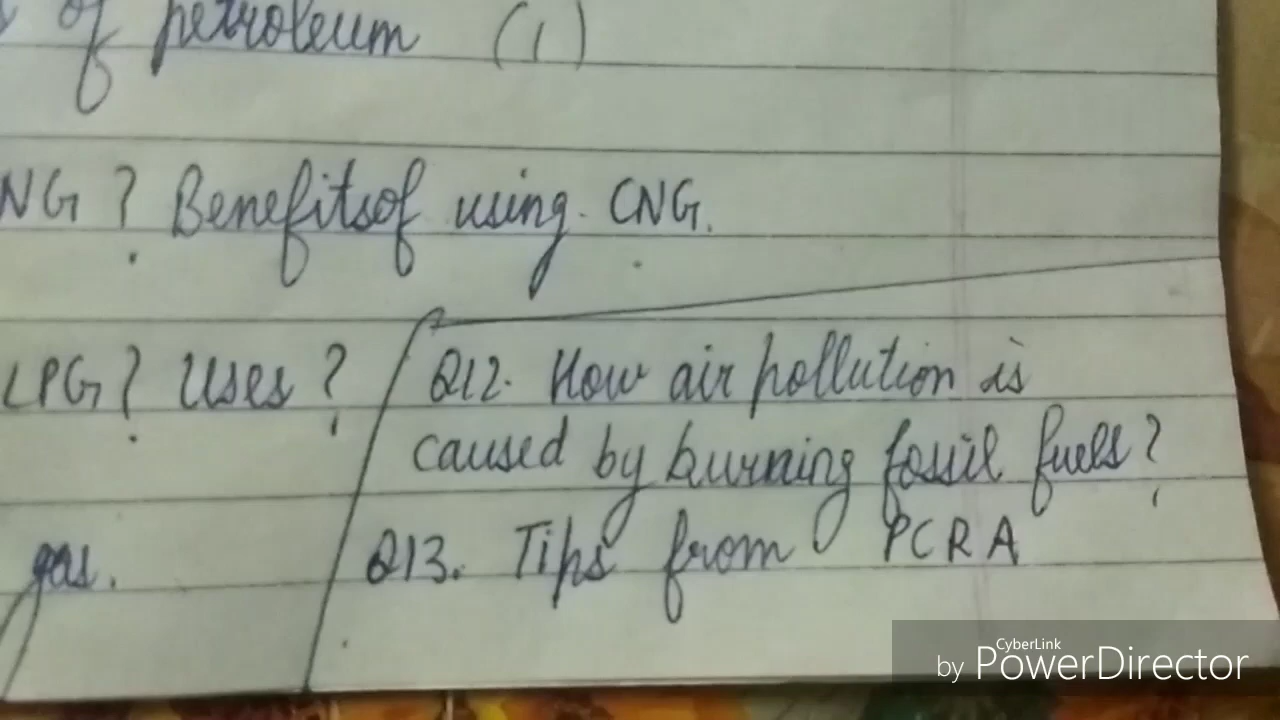 of petroleum (1)
NG? Benefitsof using. CNG.
LPG? Uses?
gas.
Q12. How air pollution is
caused by burning fossil fuels?
Q13. Tips from PCRA
CyberLink
by PowerDirector